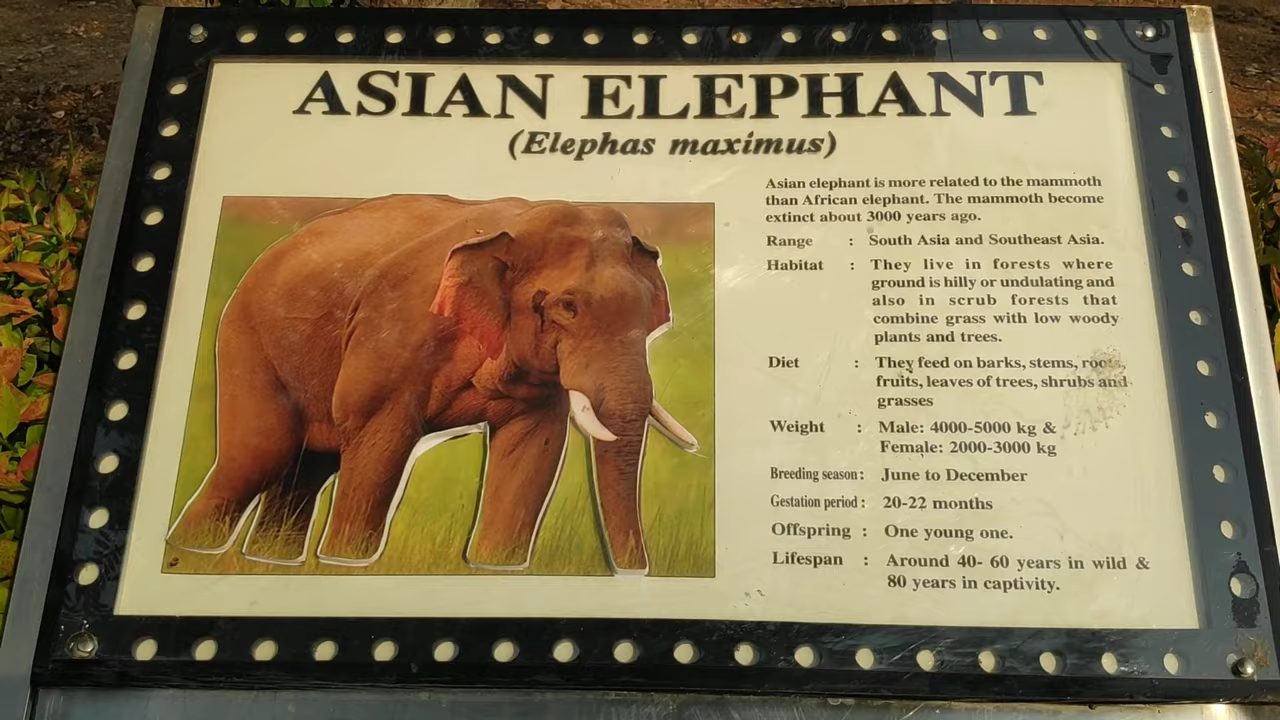 ASIAN ELEPHANT
(Elephas maximus)
Asian elephant is more related to the mammoth
than African elephant. The mammoth become
extinct about 3000 years ago.
Range : South Asia and Southeast Asia.
Habitat : They live in forests where
ground is hilly or undulating and
also in scrub forests that
combine grass with low woody
plants and trees.
Diet : They feed on barks, stems, roots,
fruits, leaves of trees, shrubs and
grasses
Weight : Male: 4000-5000 kg &
Female: 2000-3000 kg
Breeding season: June to December
Gestation period: 20-22 months
Offspring : One young one.
Lifespan : Around 40- 60 years in wild &
80 years in captivity.